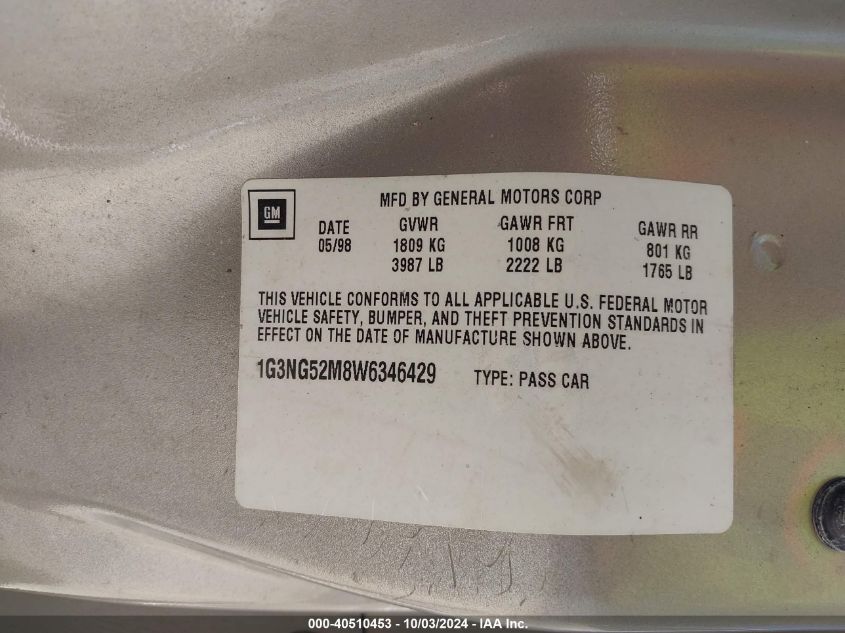 GM
MFD BY GENERAL MOTORS CORP
DATE GVWR GAWR FRT GAWR RR
05/98 1809 KG 1008 KG 801 KG
3987 LB 2222 LB 1765 LB
THIS VEHICLE CONFORMS TO ALL APPLICABLE U.S. FEDERAL MOTOR
VEHICLE SAFETY, BUMPER, AND THEFT PREVENTION STANDARDS IN
EFFECT ON THE DATE OF MANUFACTURE SHOWN ABOVE.
1G3NG52M8W6346429 TYPE: PASS CAR
000-40510453 - 10/03/2024 - IAA Inc.